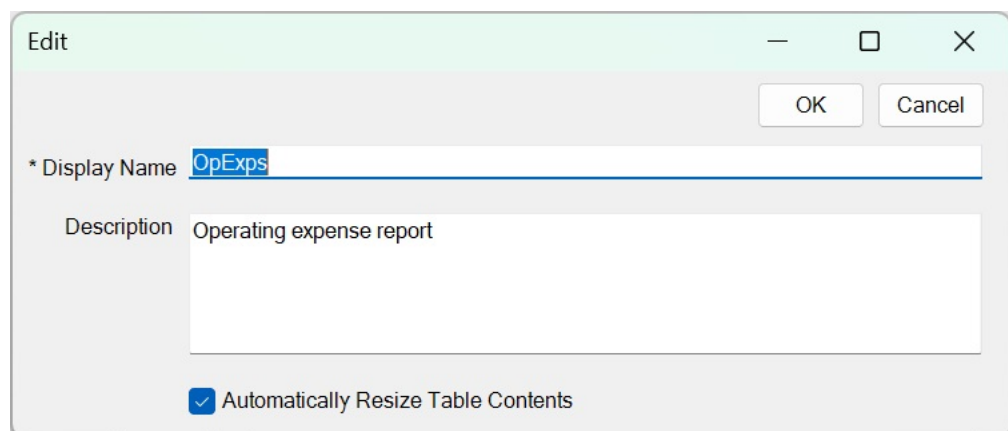 Edit
OK Cancel
* Display Name OpExps
Description Operating expense report
Automatically Resize Table Contents